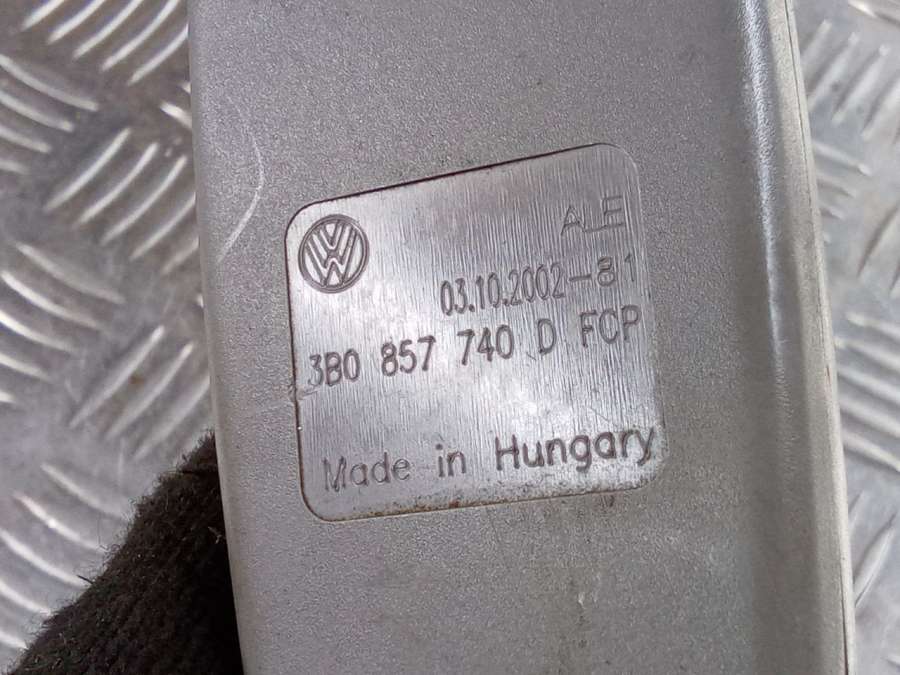 ALE
03.10.2002-81
3B0 857 740 D FCP
Made in Hungary